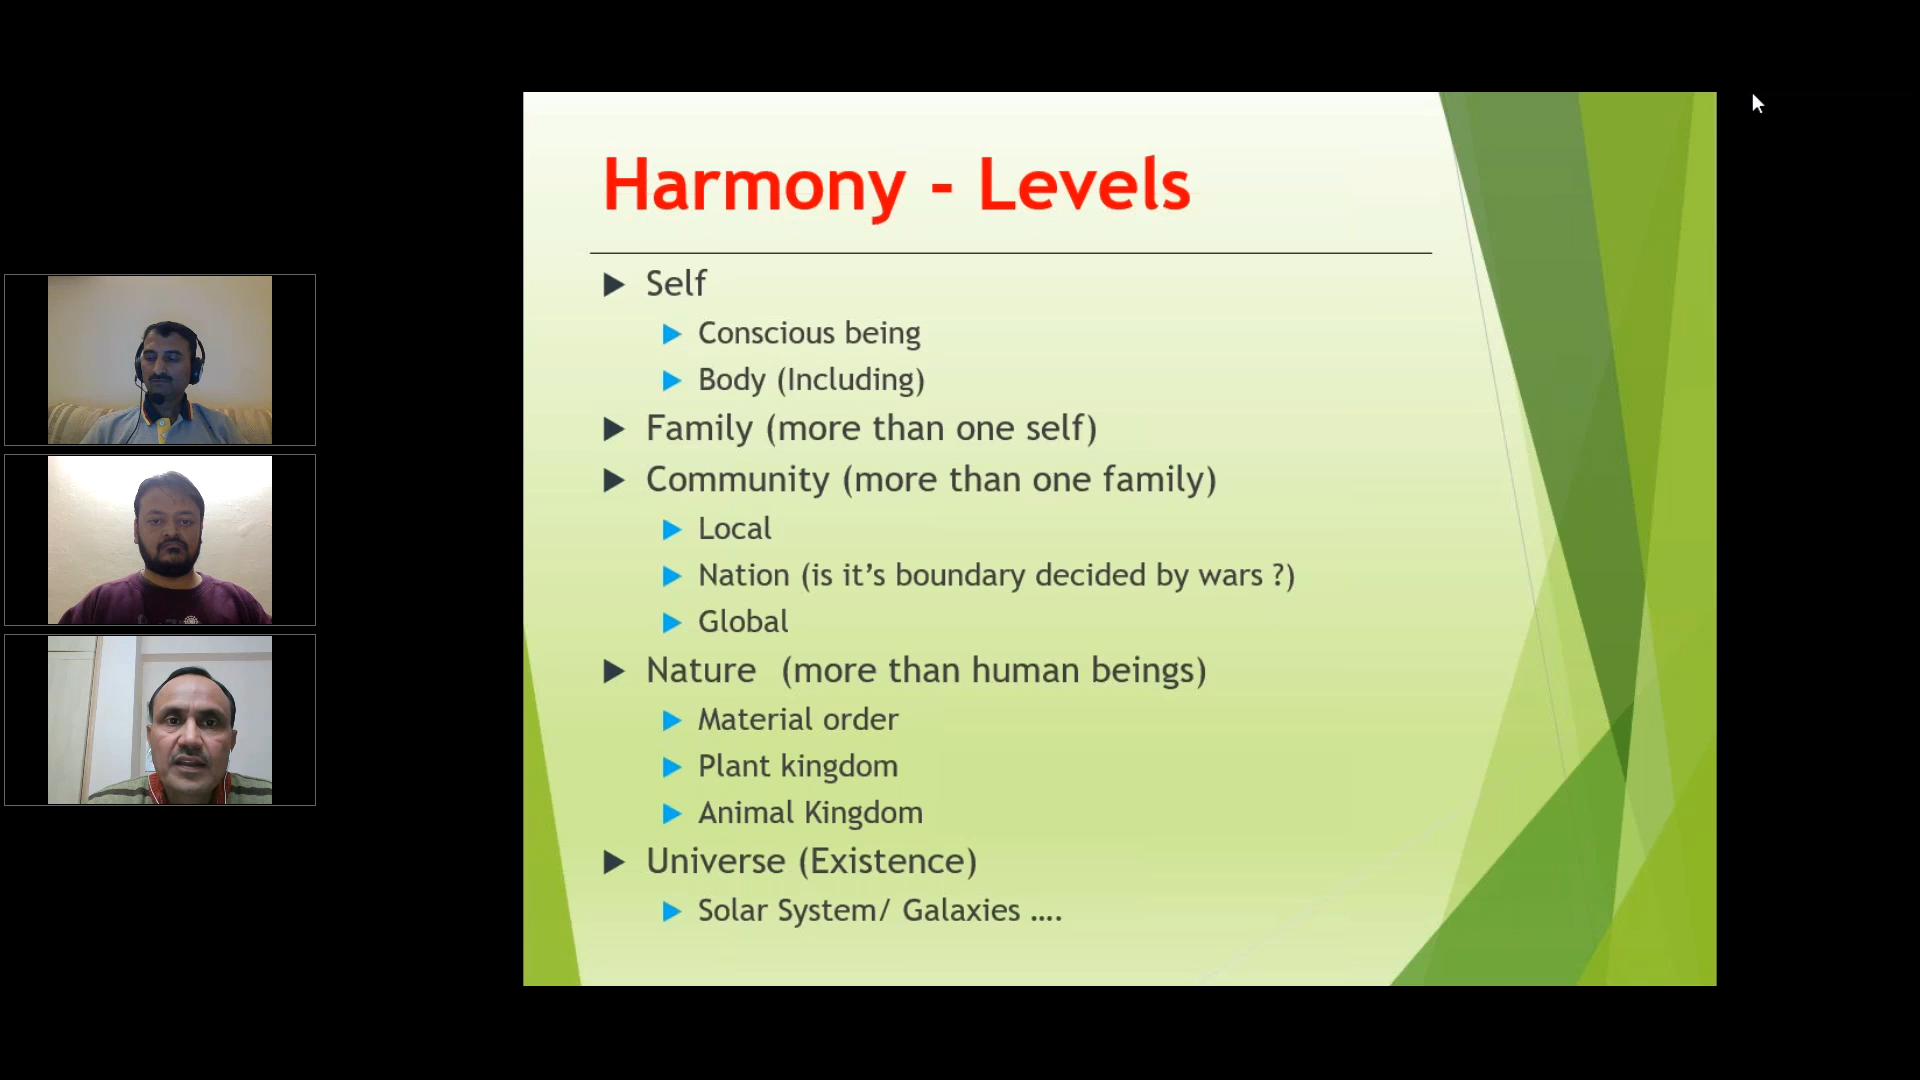 Harmony - Levels
Self
Conscious being
Body (Including)
Family (more than one self)
Community (more than one family)
Local
Nation (is it’s boundary decided by wars ?)
Global
Nature  (more than human beings)
Material order
Plant kingdom
Animal Kingdom
Universe (Existence)
Solar System/ Galaxies ....